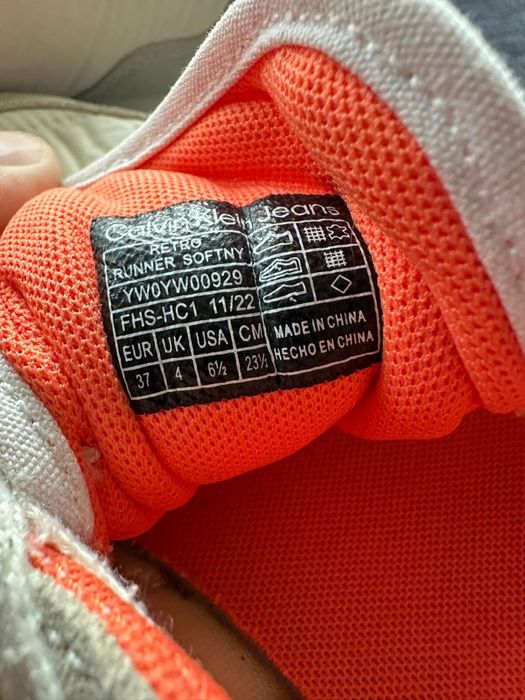 Calvin Klein Jeans
RETRO
RUNNER SOFTNY
YW0YW00929
FHS-HC1 11/22
EUR UK USA CM
37 4 6½ 23½
MADE IN CHINA
HECHO EN CHINA